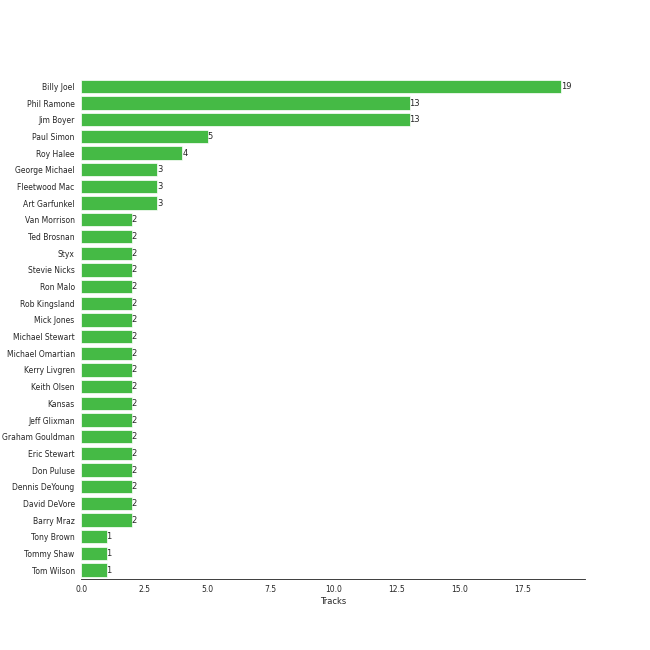 Billy Joel 19
Phil Ramone 13
Jim Boyer 13
Paul Simon 5
Roy Halee 4
George Michael 3
Fleetwood Mac 3
Art Garfunkel 3
Van Morrison 2
Ted Brosnan 2
Styx 2
Stevie Nicks 2
Ron Malo 2
Rob Kingsland 2
Mick Jones 2
Michael Stewart 2
Michael Omartian 2
Kerry Livgren 2
Keith Olsen 2
Kansas 2
Jeff Glixman 2
Graham Gouldman 2
Eric Stewart 2
Don Puluse 2
Dennis DeYoung 2
David DeVore 2
Barry Mraz 2
Tony Brown 1
Tommy Shaw 1
Tom Wilson 1
0.0 2.5 5.0 7.5 10.0 12.5 15.0 17.5
Tracks